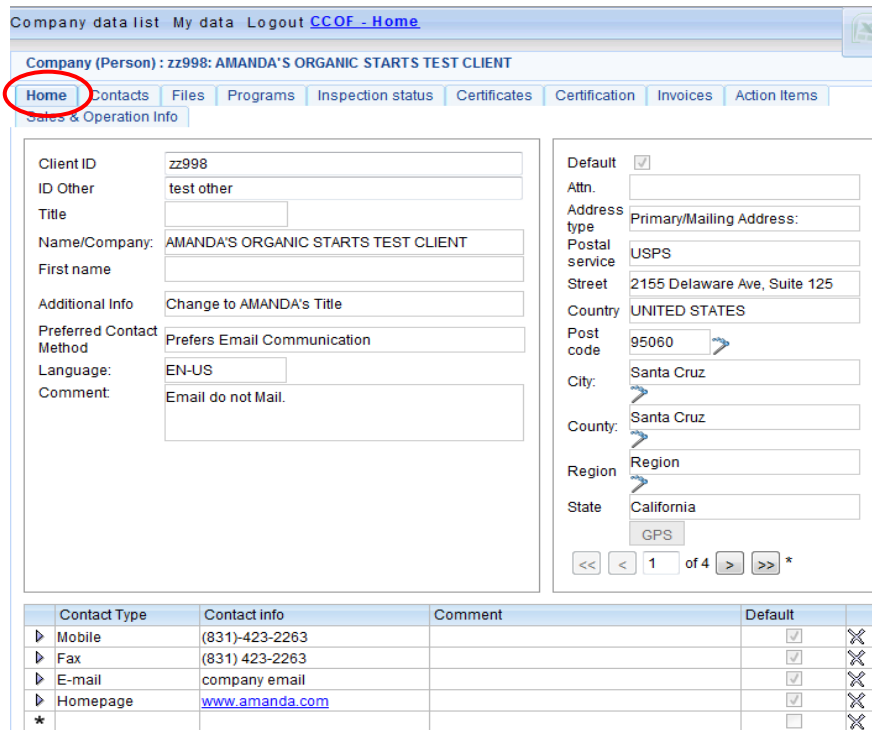 Company data list My data Logout CCOF - Home
Company (Person) : zz998: AMANDA'S ORGANIC STARTS TEST CLIENT
Home Contacts Files Programs Inspection status Certificates Certification Invoices Action Items
Sales & Operation Info
Client ID zz998
ID Other test other
Title
Name/Company: AMANDA'S ORGANIC STARTS TEST CLIENT
First name
Additional Info Change to AMANDA's Title
Preferred Contact
Method Prefers Email Communication
Language: EN-US
Comment: Email do not Mail.
Default
Attn.
Address
type Primary/Mailing Address:
Postal
service USPS
Street 2155 Delaware Ave, Suite 125
Country UNITED STATES
Post
code 95060
City: Santa Cruz
County: Santa Cruz
Region Region
State California
GPS
<< < 1 of 4 > >> *
Contact Type Contact info Comment Default
Mobile (831)-423-2263
Fax (831) 423-2263
E-mail company email
Homepage www.amanda.com
*